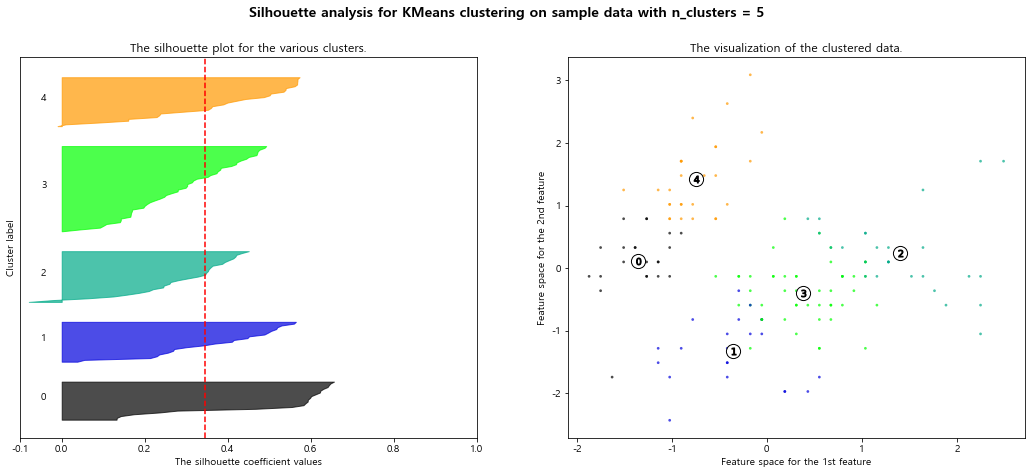 Silhouette analysis for KMeans clustering on sample data with n_clusters = 5
The silhouette plot for the various clusters.
Cluster label
4
3
2
1
0
-0.1 0.0 0.2 0.4 0.6 0.8 1.0
The silhouette coefficient values
The visualization of the clustered data.
Feature space for the 2nd feature
3
2
1
0
-1
-2
4
2
0
3
1
-2 -1 0 1 2
Feature space for the 1st feature